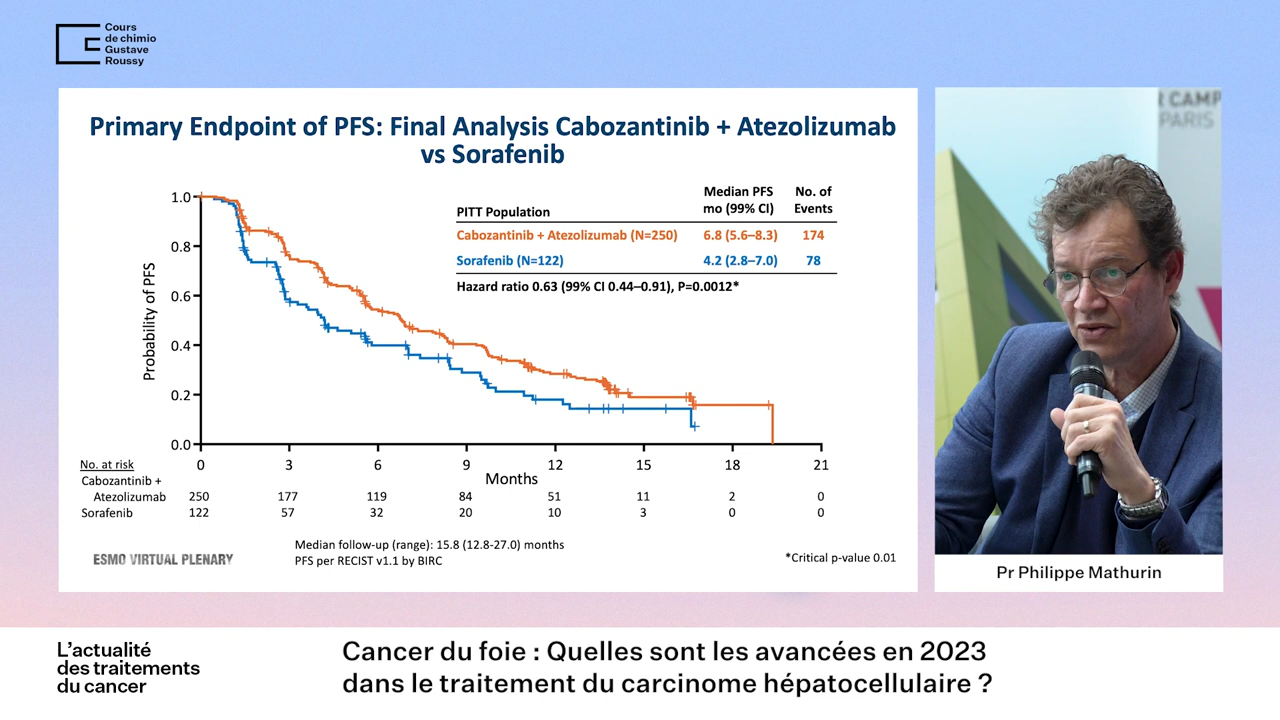 Cours
de chimio
Gustave
Roussy
Primary Endpoint of PFS: Final Analysis Cabozantinib + Atezolizumab
vs Sorafenib
Median PFS No. of
PITT Population mo (99% CI) Events
Cabozantinib + Atezolizumab (N=250) 6.8 (5.6–8.3) 174
Sorafenib (N=122) 4.2 (2.8–7.0) 78
Hazard ratio 0.63 (99% CI 0.44–0.91), P=0.0012*
Probability of PFS
1.0
0.8
0.6
0.4
0.2
0.0
0 3 6 9 12 15 18 21
Months
No. at risk
Cabozantinib +
Atezolizumab 250 177 119 84 51 11 2 0
Sorafenib 122 57 32 20 10 3 0 0
Median follow-up (range): 15.8 (12.8-27.0) months
PFS per RECIST v1.1 by BIRC
ESMO VIRTUAL PLENARY
*Critical p-value 0.01
R CAMP
PARIS
Pr Philippe Mathurin
L’actualité
des traitements
du cancer
Cancer du foie : Quelles sont les avancées en 2023
dans le traitement du carcinome hépatocellulaire ?